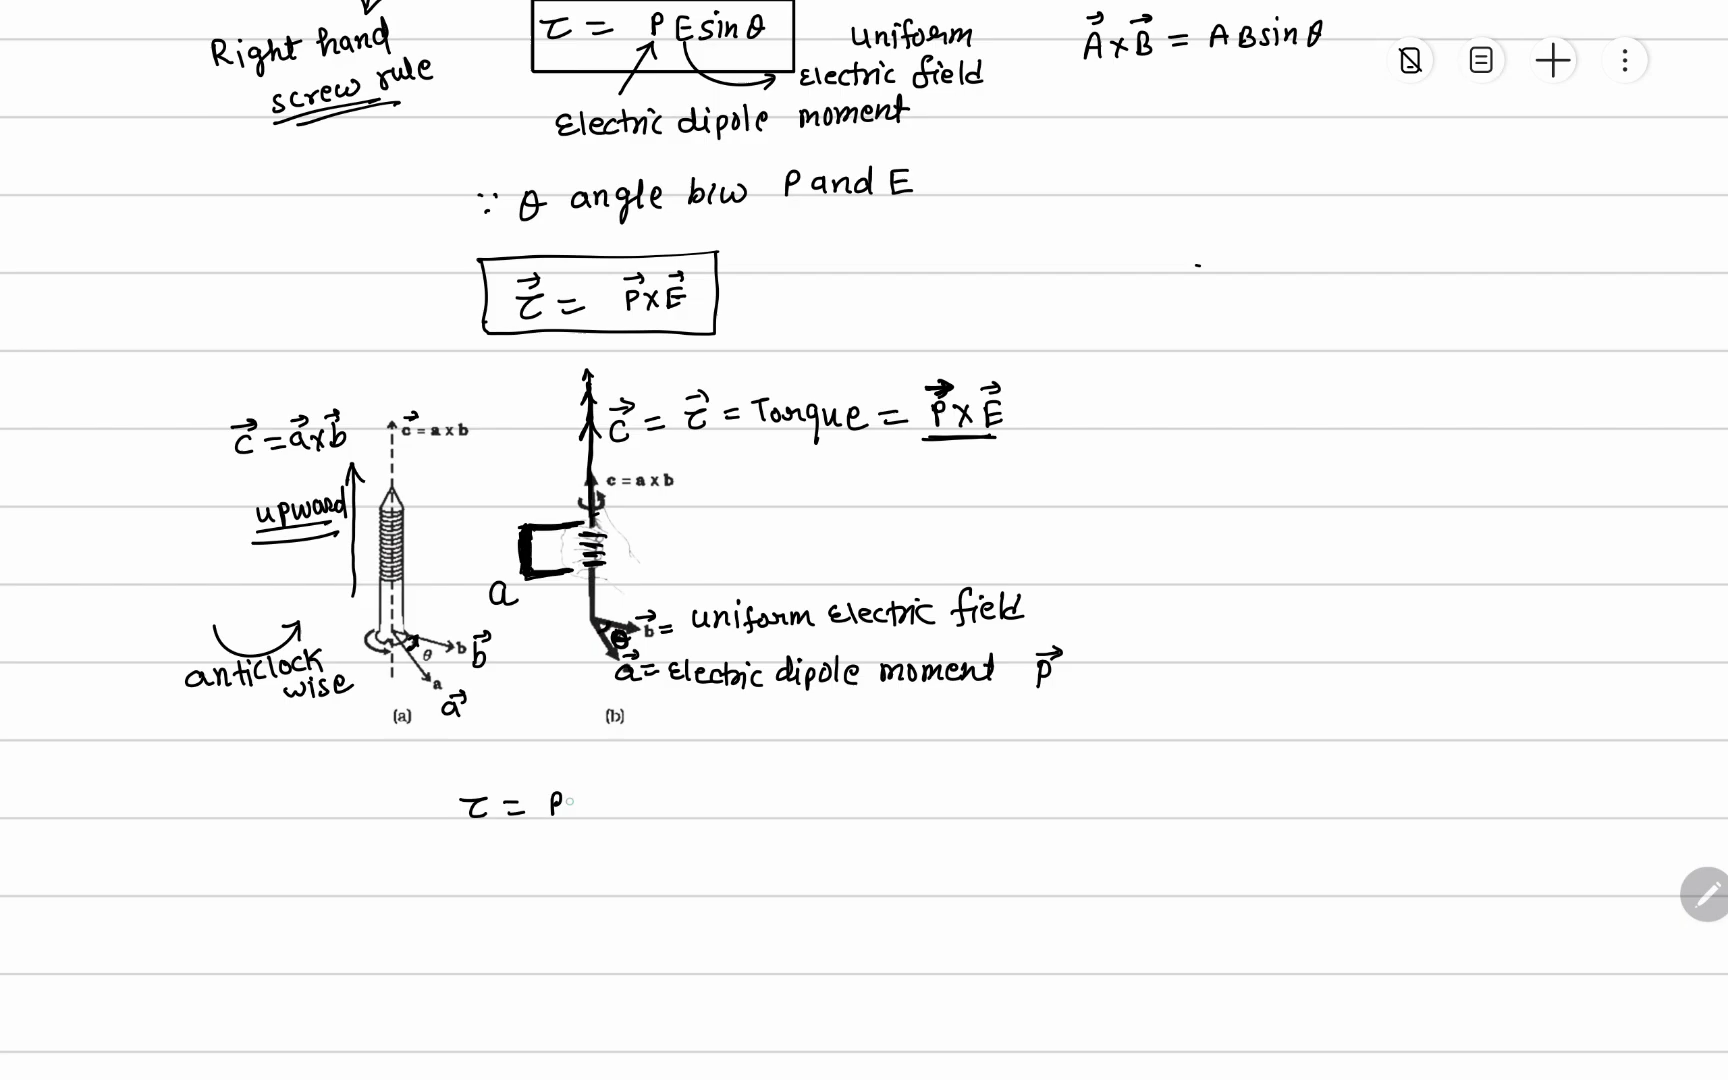 Right hand
screw rule
τ = P E sin θ
uniform
Electric field
Electric dipole moment
A⃗ × B⃗ = A B sin θ
∵ θ angle b/w P and E
τ⃗ = P⃗ × E⃗
c⃗ = a⃗ × b⃗
c⃗ = a x b
upward
anticlock
wise
θ
b b⃗
a
a⃗
(a)
c⃗ = τ⃗ = Torque = P⃗ × E⃗
c = a x b
a
θ
b⃗ = uniform Electric field
a⃗ = Electric dipole moment P⃗
(b)
τ = P